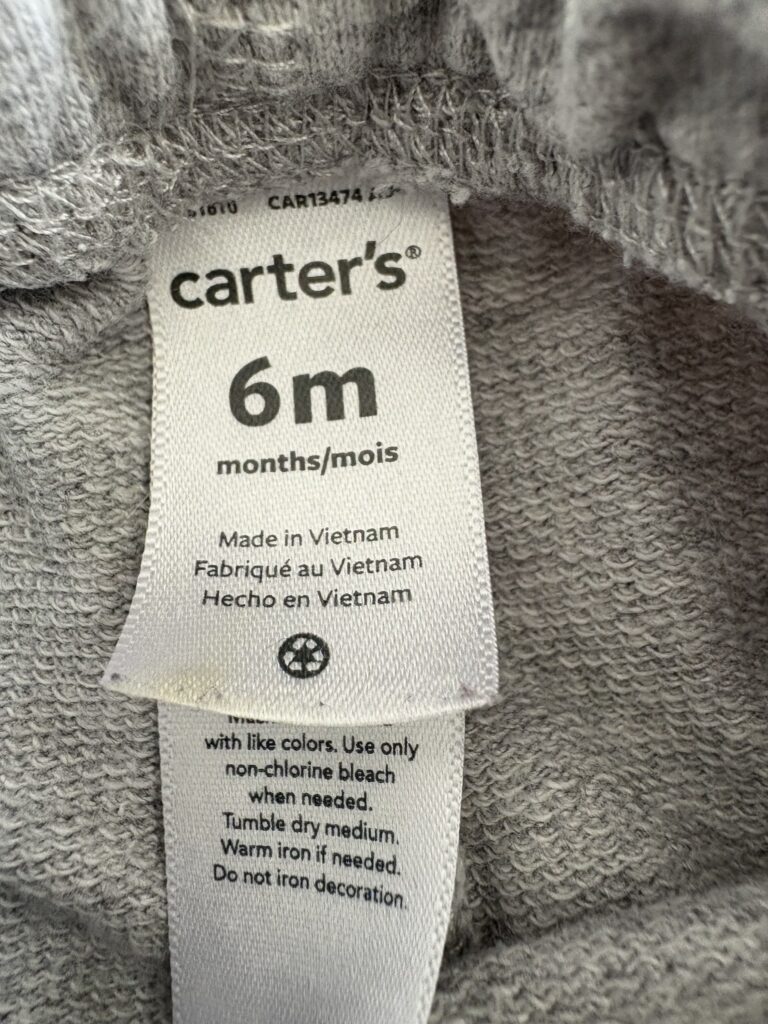 CAR13474
carter's®
6m
months/mois
Made in Vietnam
Fabriqué au Vietnam
Hecho en Vietnam
with like colors. Use only
non-chlorine bleach
when needed.
Tumble dry medium.
Warm iron if needed.
Do not iron decoration.